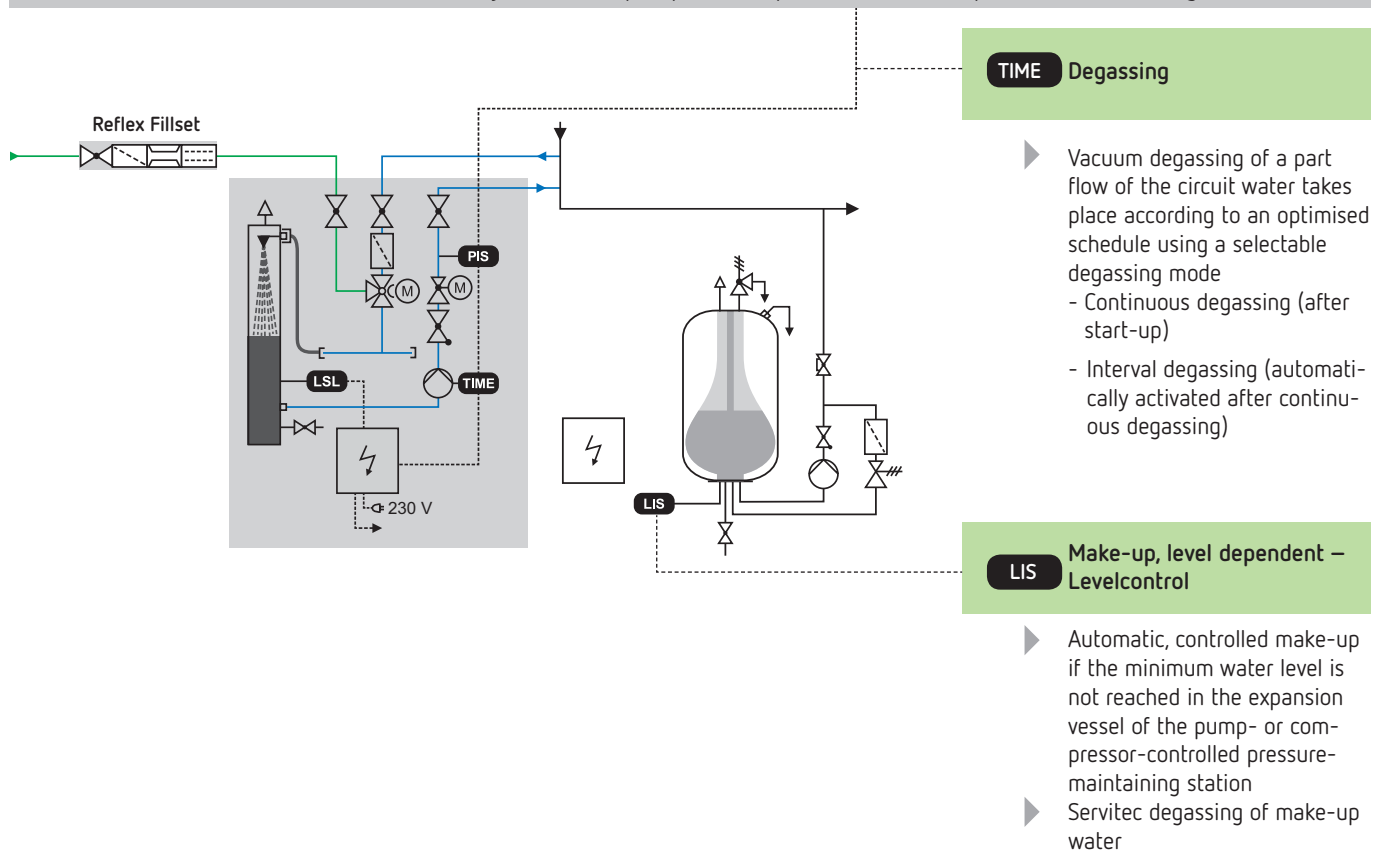 TIME Degassing
Reflex Fillset
Vacuum degassing of a part
flow of the circuit water takes
place according to an optimised
schedule using a selectable
degassing mode
- Continuous degassing (after
start-up)
- Interval degassing (automati-
cally activated after continu-
ous degassing)
PIS
M
M
LSL
TIME
230 V
LIS
LIS Make-up, level dependent –
Levelcontrol
Automatic, controlled make-up
if the minimum water level is
not reached in the expansion
vessel of the pump- or com-
pressor-controlled pressure-
maintaining station
Servitec degassing of make-up
water